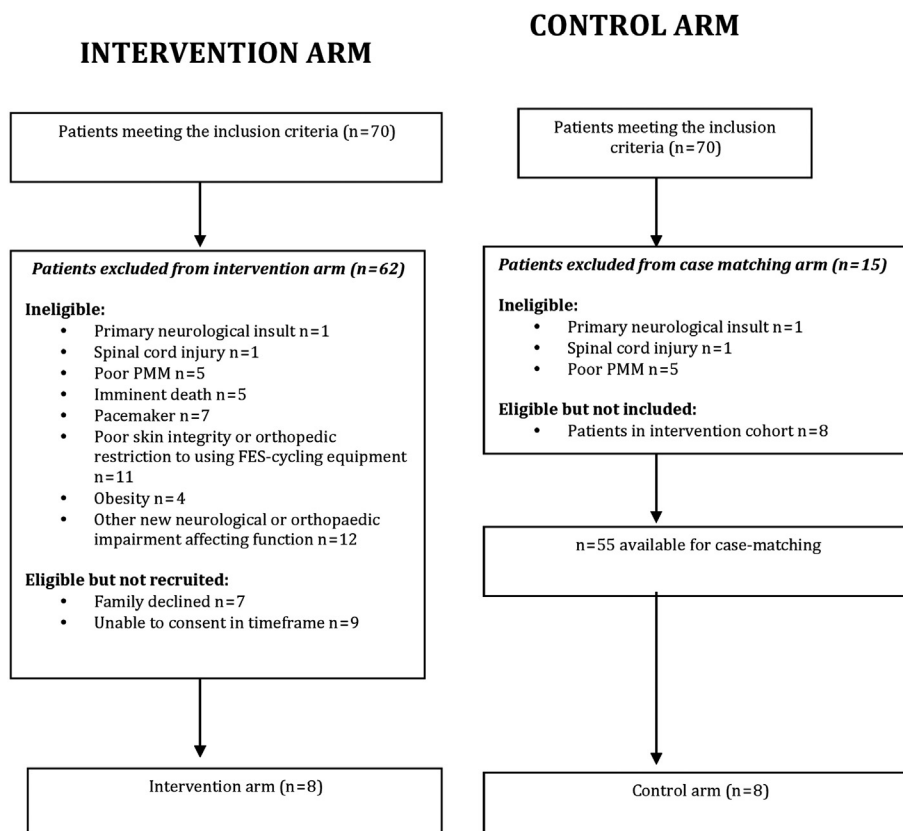 INTERVENTION ARM
Patients meeting the inclusion criteria (n=70)
Patients excluded from intervention arm (n=62)
Ineligible:
• Primary neurological insult n=1
• Spinal cord injury n=1
• Poor PMM n=5
• Imminent death n=5
• Pacemaker n=7
• Poor skin integrity or orthopedic
restriction to using FES-cycling equipment
n=11
• Obesity n=4
• Other new neurological or orthopaedic
impairment affecting function n=12
Eligible but not recruited:
• Family declined n=7
• Unable to consent in timeframe n=9
Intervention arm (n=8)
CONTROL ARM
Patients meeting the inclusion
criteria (n=70)
Patients excluded from case matching arm (n=15)
Ineligible:
• Primary neurological insult n=1
• Spinal cord injury n=1
• Poor PMM n=5
Eligible but not included:
• Patients in intervention cohort n=8
n=55 available for case-matching
Control arm (n=8)